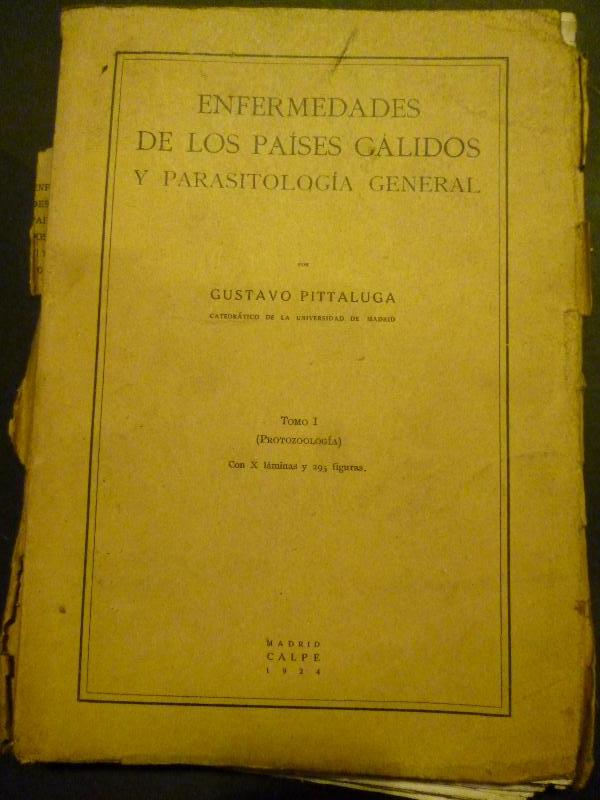 ENFERMEDADES
DE LOS PAÍSES CÁLIDOS
Y PARASITOLOGÍA GENERAL
POR
GUSTAVO PITTALUGA
CATEDRÁTICO DE LA UNIVERSIDAD DE MADRID
TOMO I
(PROTOZOOLOGÍA)
Con X láminas y 295 figuras.
MADRID
CALPE
1924